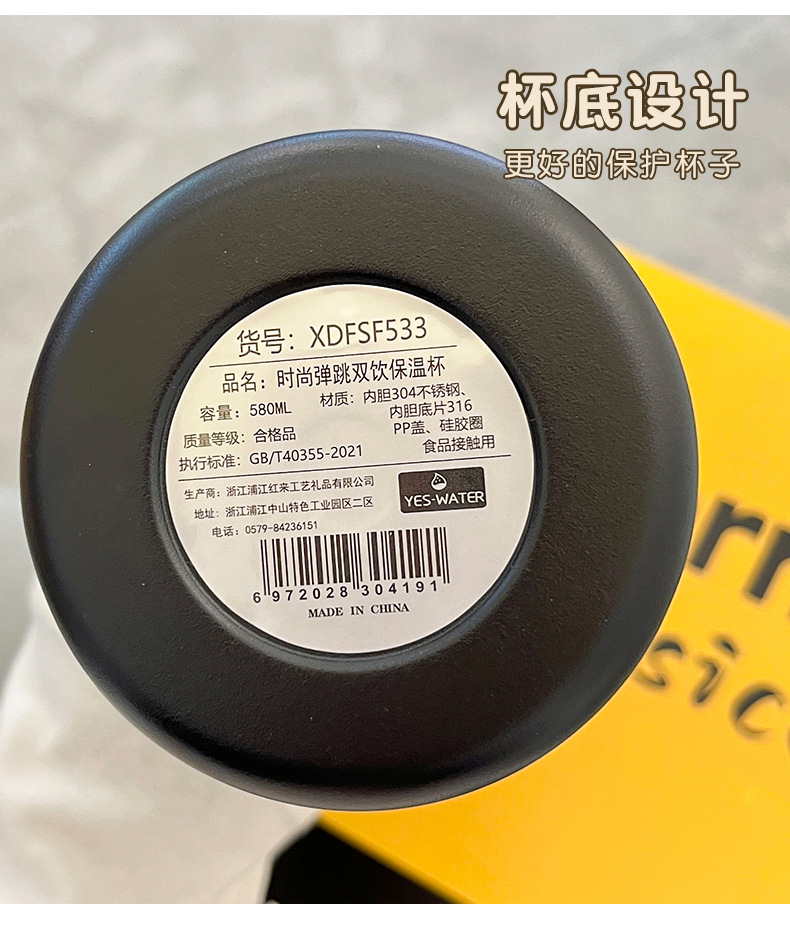 杯底设计
更好的保护杯子
货号：XDFSF533
品名：时尚弹跳双饮保温杯
容量：580ML
材质：内胆304不锈钢、
内胆底片316
PP盖、硅胶圈
食品接触用
质量等级：合格品
执行标准：GB/T40355-2021
生产商：浙江浦江红来工艺礼品有限公司
地址：浙江浦江中山特色工业园区二区
电话：0579-84236151
YES-WATER
6 972028 304191
MADE IN CHINA